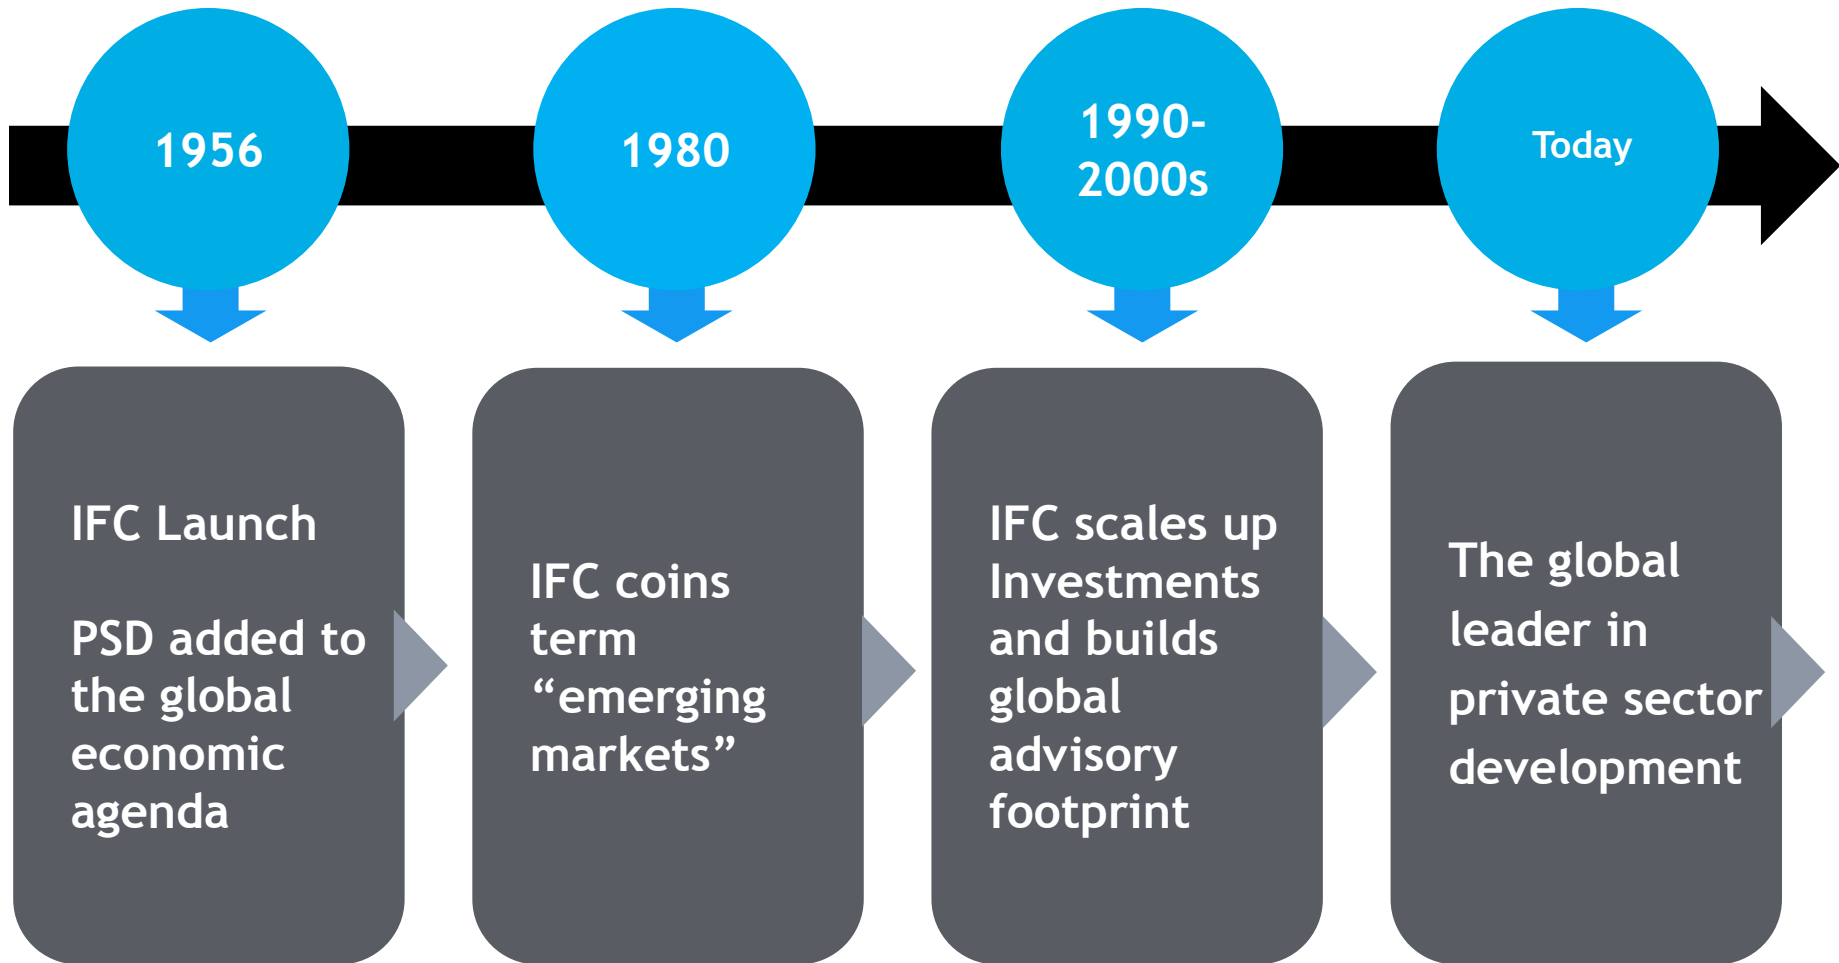 1956
1980
1990-
2000s
Today
IFC Launch
PSD added to
the global
economic
agenda
IFC coins
term
“emerging
markets”
IFC scales up
Investments
and builds
global
advisory
footprint
The global
leader in
private sector
development